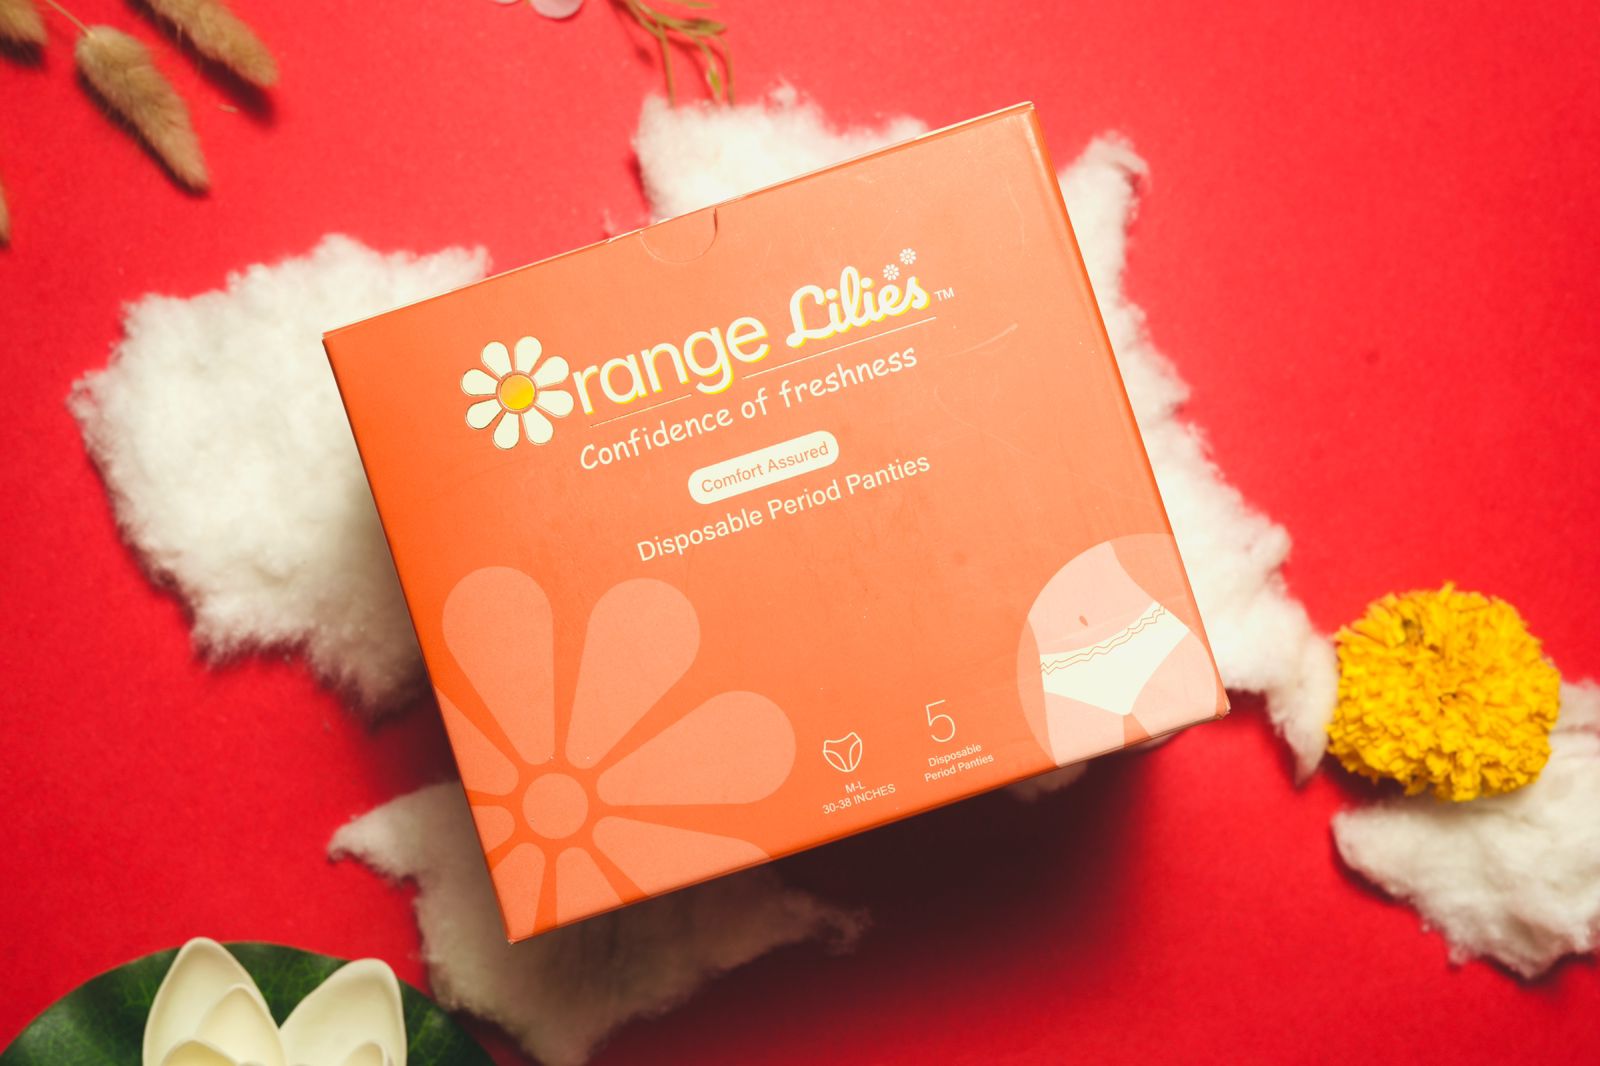 Orange Lilies™
Confidence of freshness
Comfort Assured
Disposable Period Panties
M-L
30-38 INCHES
5
Disposable
Period Panties